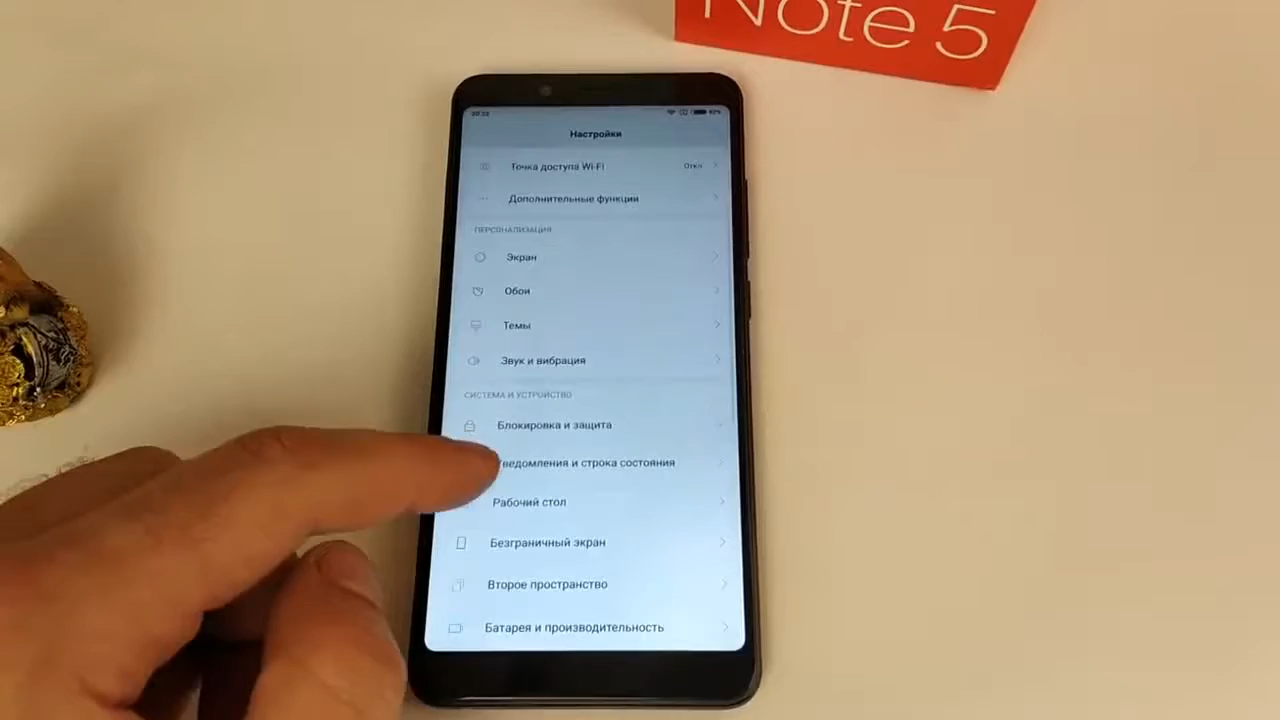 Note 5
Настройки
Точка доступа Wi-Fi
Откл
Дополнительные функции
ПЕРСОНАЛИЗАЦИЯ
Экран
Обои
Темы
Звук и вибрация
СИСТЕМА И УСТРОЙСТВО
Блокировка и защита
Уведомления и строка состояния
Рабочий стол
Безграничный экран
Второе пространство
Батарея и производительность